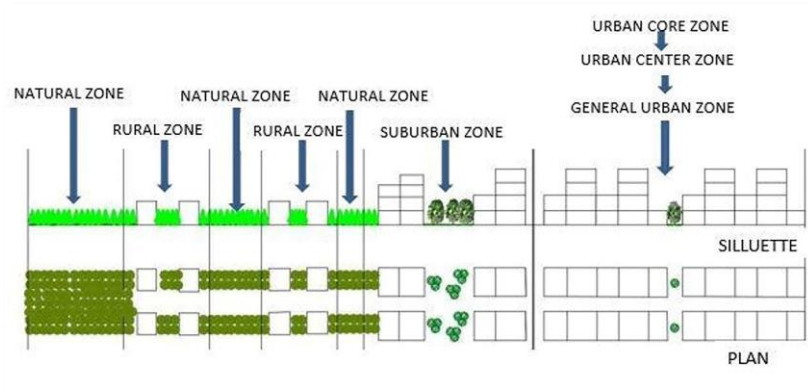 URBAN CORE ZONE
URBAN CENTER ZONE
NATURAL ZONE
NATURAL ZONE
NATURAL ZONE
GENERAL URBAN ZONE
RURAL ZONE
RURAL ZONE
SUBURBAN ZONE
SILLUETTE
PLAN